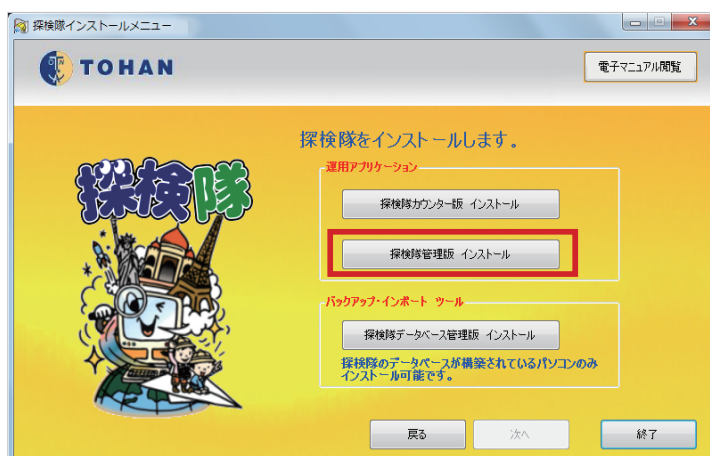 探検隊インストールメニュー
TOHAN
電子マニュアル閲覧
探検隊
探検隊をインストールします。
運用アプリケーション
探検隊カウンター版 インストール
探検隊管理版 インストール
バックアップ・インポート ツール
探検隊データベース管理版 インストール
探検隊のデータベースが構築されているパソコンのみ
インストール可能です。
戻る
次へ
終了